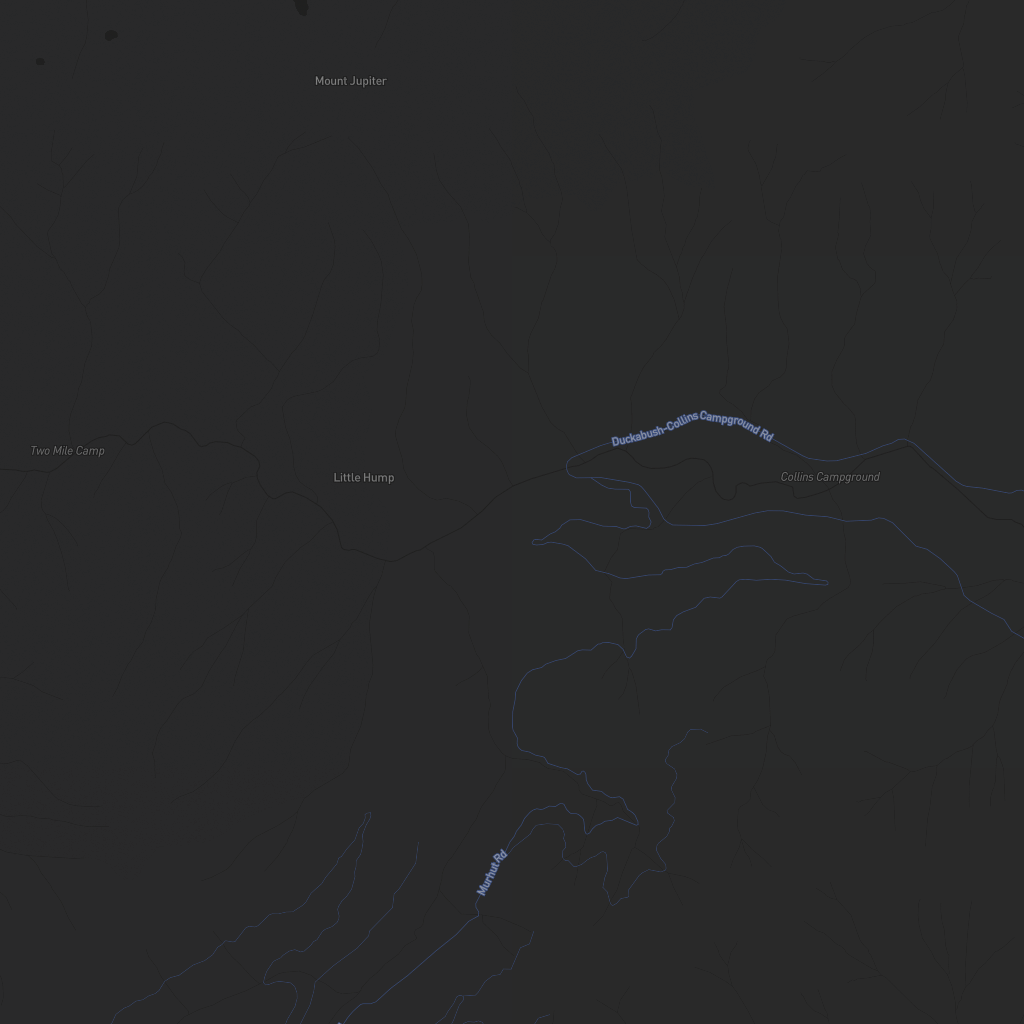 Mount Jupiter
Duckabush-Collins Campground Rd
Two Mile Camp
Little Hump
Collins Campground
Murhut Rd